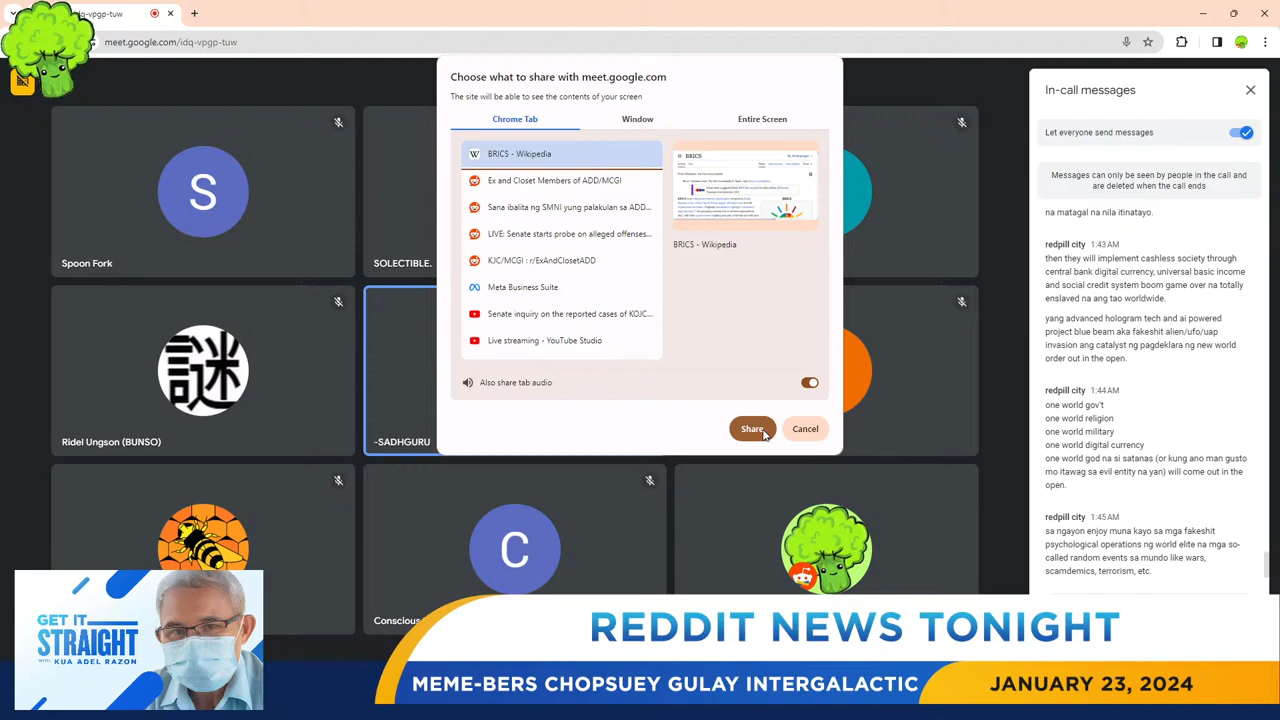 -vpgp-tuw
meet.google.com/idq-vpgp-tuw
Choose what to share with meet.google.com
The site will be able to see the contents of your screen
Chrome Tab
Window
Entire Screen
BRICS - Wikipedia
Ex and Closet Members of ADD/MCGI
Sana ibalita ng SMNI yung palakulan sa ADD...
LIVE: Senate starts probe on alleged offenses...
KJC/MCGI : r/ExAndClosetADD
Meta Business Suite
Senate inquiry on the reported cases of KOJC...
Live streaming - YouTube Studio
BRICS
BRICS - Wikipedia
Also share tab audio
Share
Cancel
S
Spoon Fork
SOLECTIBLE.
謎
Ridel Ungson (BUNSO)
-SADHGURU
C
Conscious
In-call messages
Let everyone send messages
Messages can only be seen by people in the call and
are deleted when the call ends
na matagal na nila itinatayo.
redpill city 1:43 AM
then they will implement cashless society through
central bank digital currency, universal basic income
and social credit system boom game over na totally
enslaved na ang tao worldwide.
yang advanced hologram tech and ai powered
project blue beam aka fakeshit alien/ufo/uap
invasion ang catalyst ng pagdeklara ng new world
order out in the open.
redpill city 1:44 AM
one world gov't
one world religion
one world military
one world digital currency
one world god na si satanas (or kung ano man gusto
mo itawag sa evil entity na yan) will come out in the
open.
redpill city 1:45 AM
sa ngayon enjoy muna kayo sa mga fakeshit
psychological operations ng world elite na mga so-
called random events sa mundo like wars,
scamdemics, terrorism, etc.
GET IT
STRAIGHT
WITH KUA ADEL RAZON
REDDIT NEWS TONIGHT
MEME-BERS CHOPSUEY GULAY INTERGALACTIC
JANUARY 23, 2024